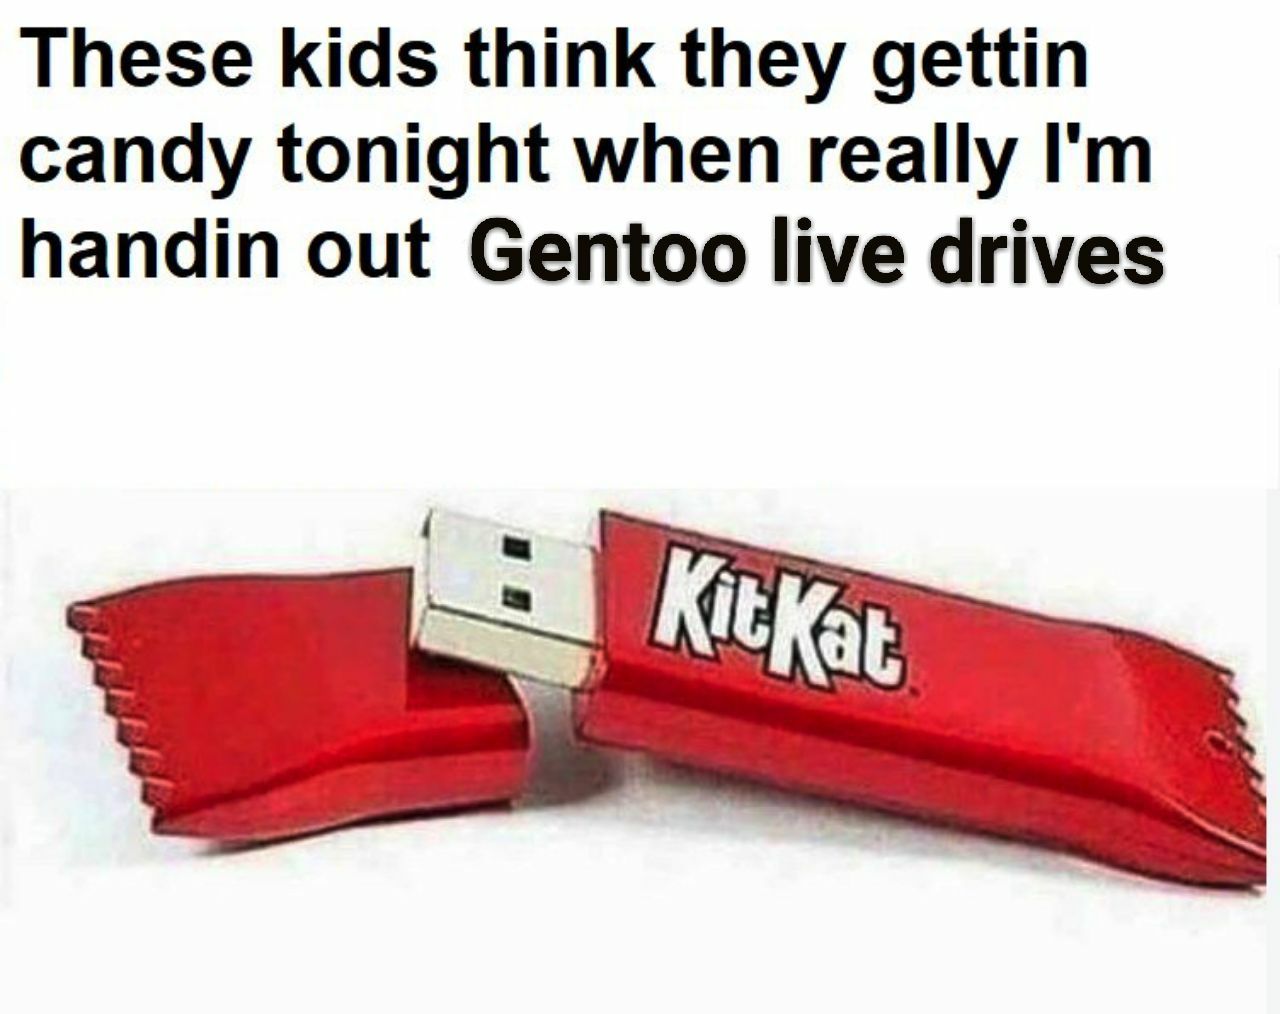 These kids think they gettin
candy tonight when really I'm
handin out Gentoo live drives
KitKat